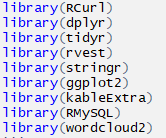 library(RCurl)
library(dplyr)
library(tidyr)
library(rvest)
library(stringr)
library(ggplot2)
library(kableExtra)
library(RMySQL)
library(wordcloud2)